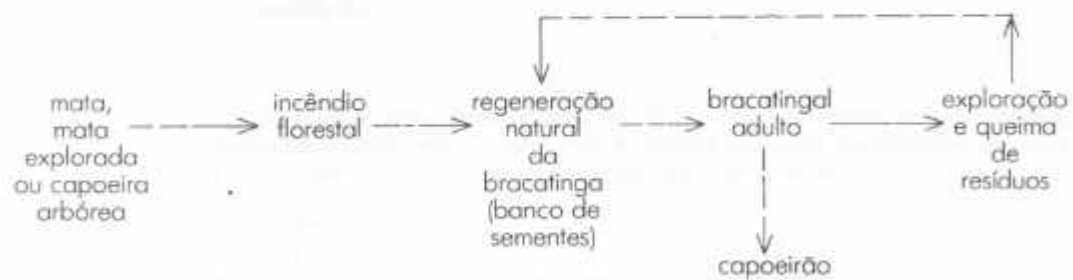 mata,
mata
explorada
ou capoeira
arbórea
incêndio
florestal
regeneração
natural
da
bracatinga
(banco de
sementes)
bracatingal
adulto
exploração
e queima
de
resíduos
capoeirão